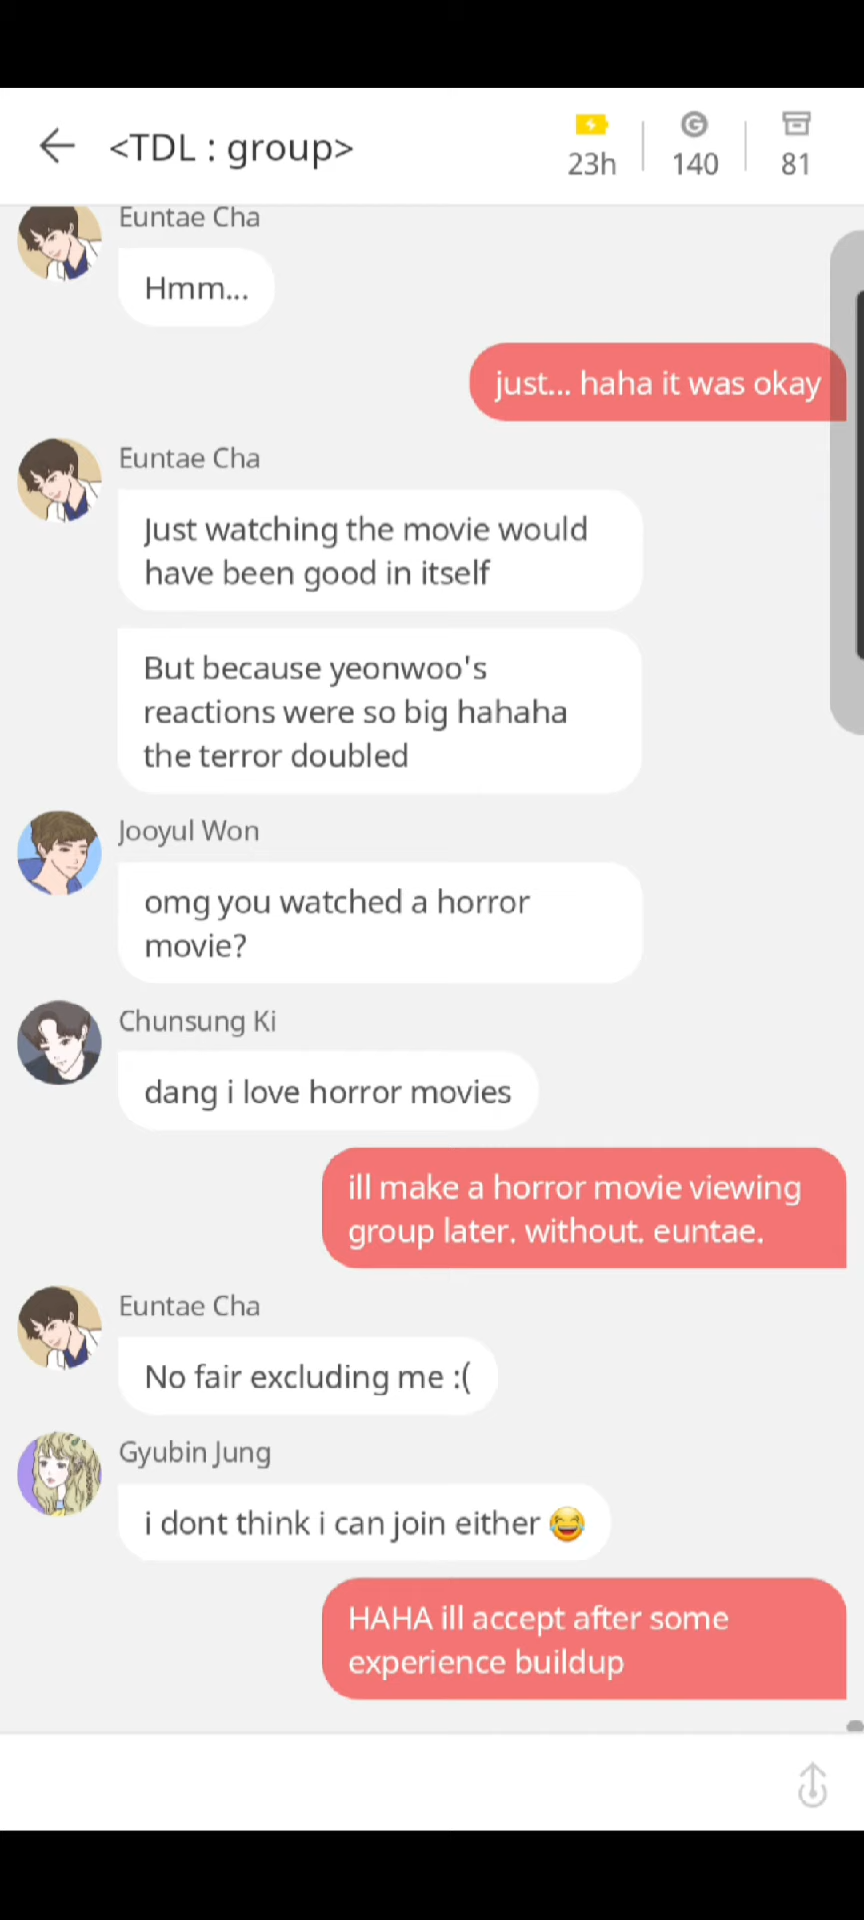 <TDL : group>
23h
140
81
Euntae Cha
Hmm...
just... haha it was okay
Euntae Cha
Just watching the movie would
have been good in itself
But because yeonwoo's
reactions were so big hahaha
the terror doubled
Jooyul Won
omg you watched a horror
movie?
Chunsung Ki
dang i love horror movies
ill make a horror movie viewing
group later. without. euntae.
Euntae Cha
No fair excluding me :(
Gyubin Jung
i dont think i can join either 😂
HAHA ill accept after some
experience buildup